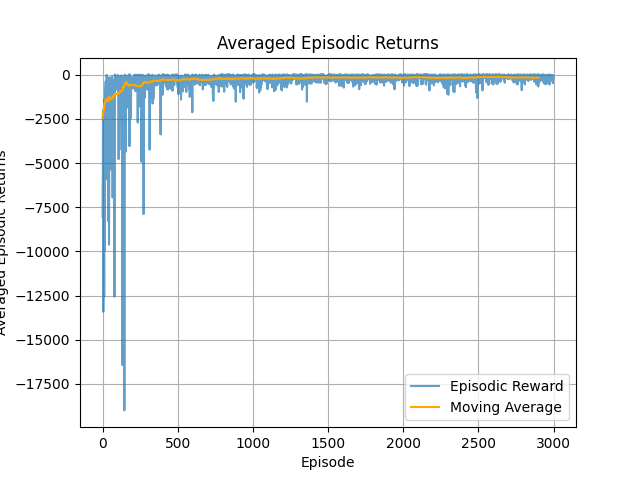 Averaged Episodic Returns
Averaged Episodic Returns
0
−2500
−5000
−7500
−10000
−12500
−15000
−17500
0 500 1000 1500 2000 2500 3000
Episode
Episodic Reward
Moving Average